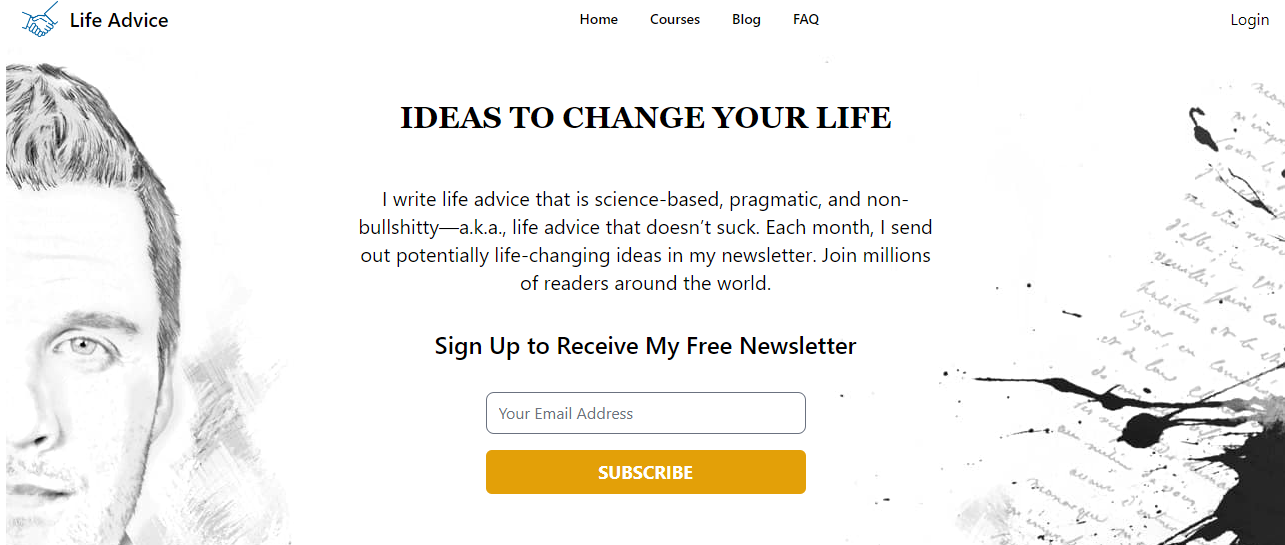 Life Advice
Home Courses Blog FAQ
Login
IDEAS TO CHANGE YOUR LIFE
I write life advice that is science-based, pragmatic, and non-
bullshitty—a.k.a., life advice that doesn’t suck. Each month, I send
out potentially life-changing ideas in my newsletter. Join millions
of readers around the world.
Sign Up to Receive My Free Newsletter
Your Email Address
SUBSCRIBE